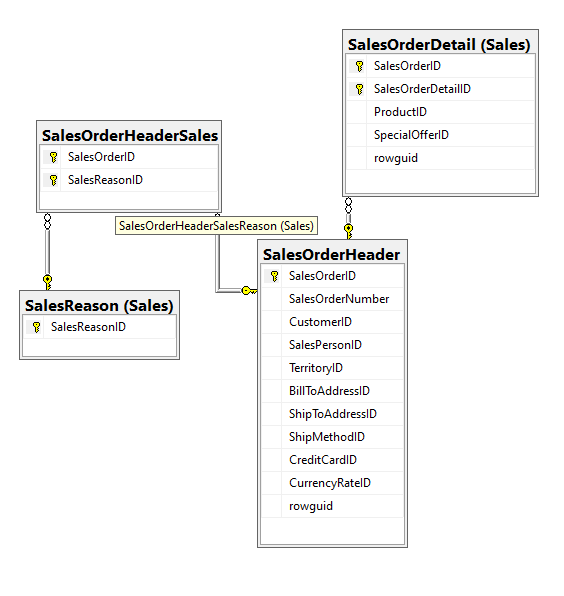 SalesOrderDetail (Sales)
SalesOrderID
SalesOrderDetailID
ProductID
SpecialOfferID
rowguid
SalesOrderHeaderSales
SalesOrderID
SalesReasonID
SalesOrderHeaderSalesReason (Sales)
SalesReason (Sales)
SalesReasonID
SalesOrderHeader
SalesOrderID
SalesOrderNumber
CustomerID
SalesPersonID
TerritoryID
BillToAddressID
ShipToAddressID
ShipMethodID
CreditCardID
CurrencyRateID
rowguid